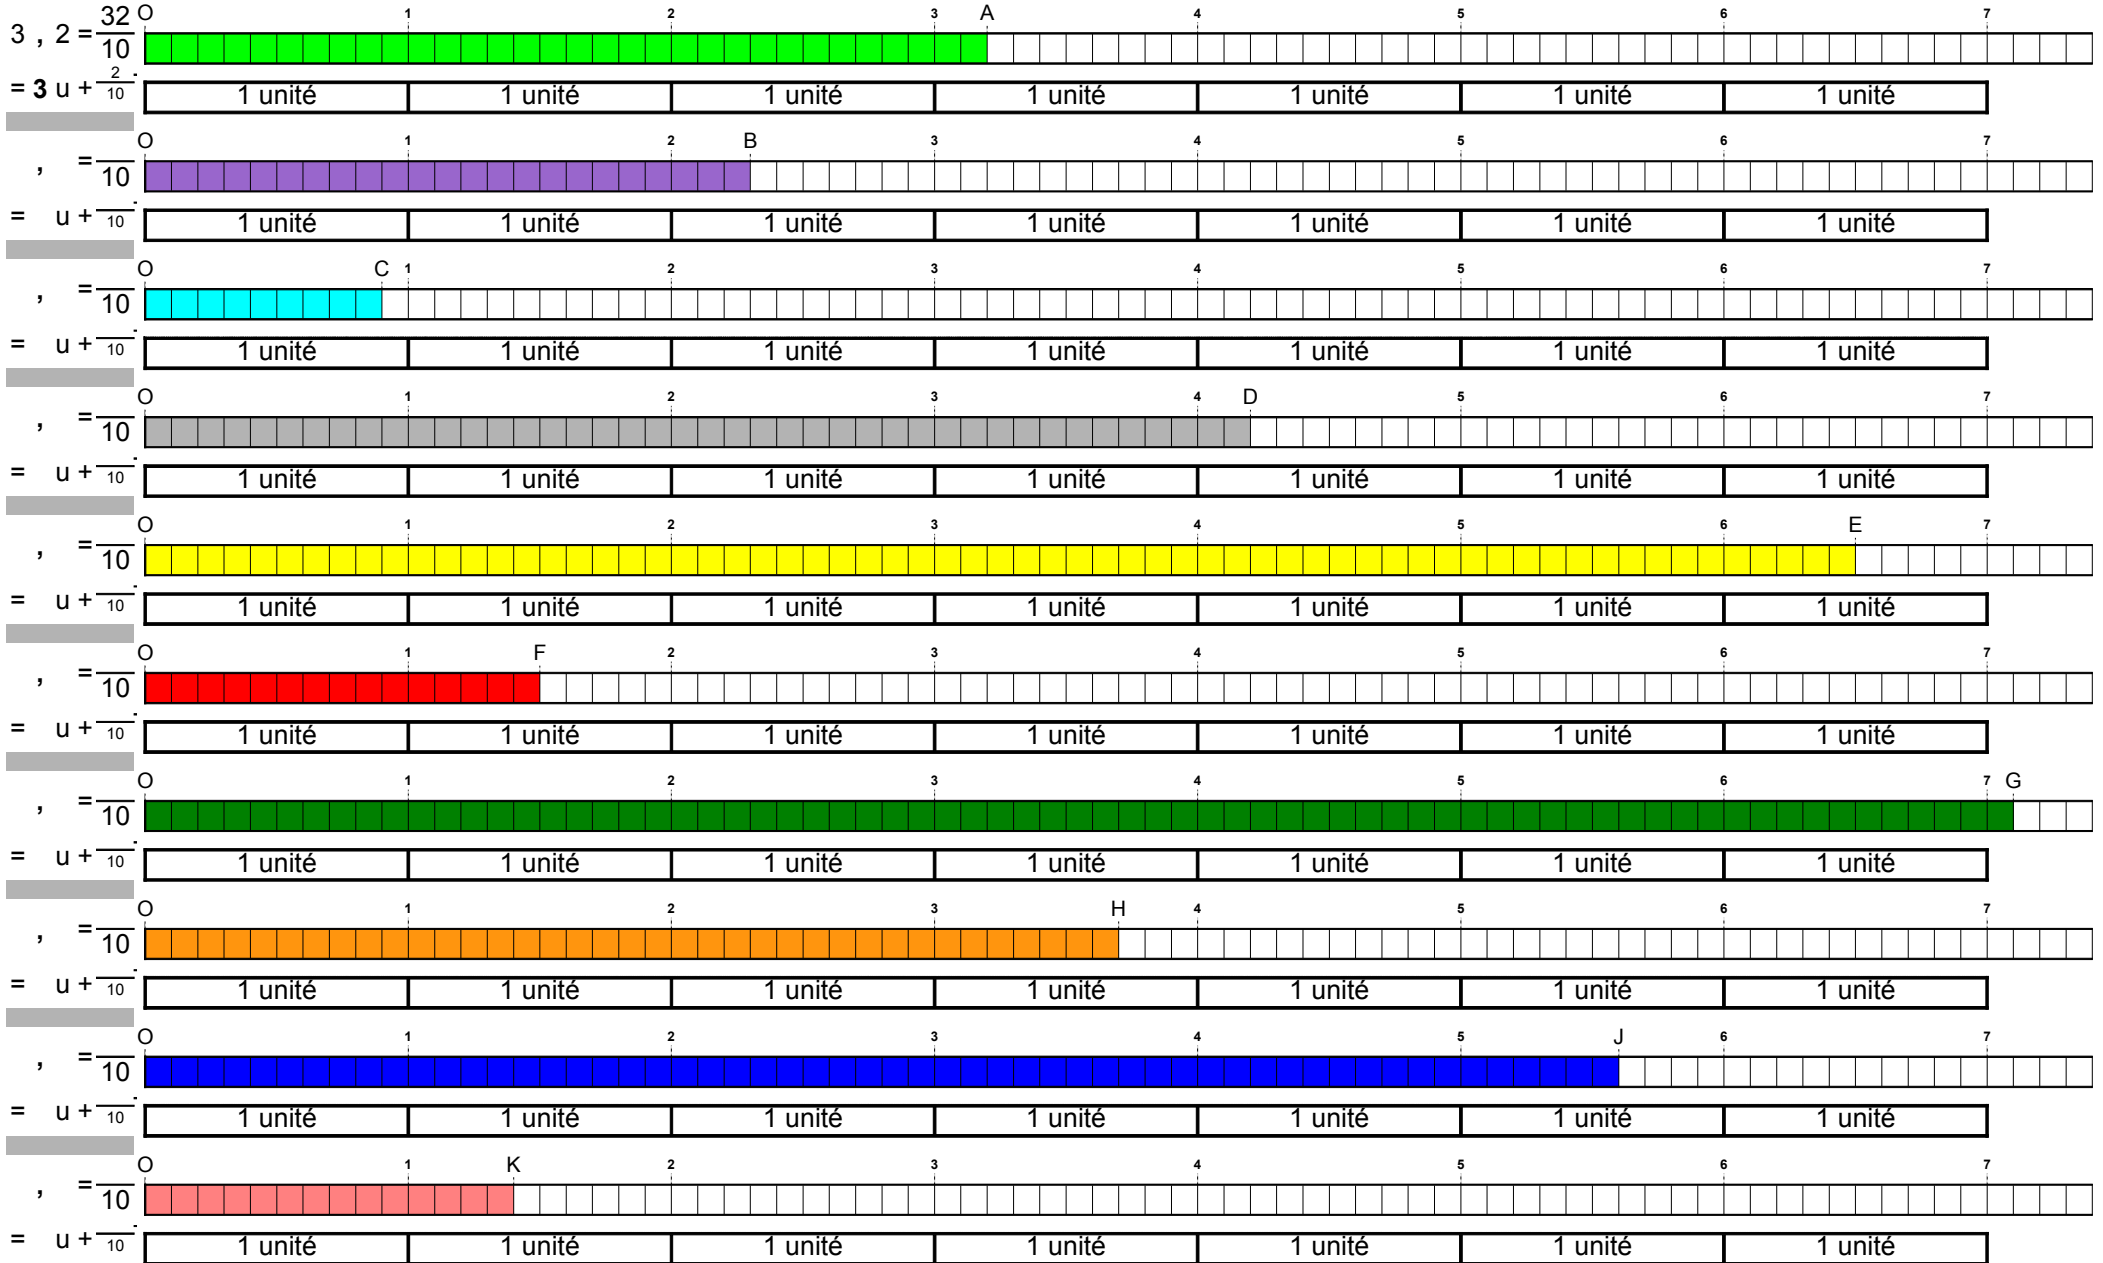 32 O 1 2 3 A 4 5 6 7
3 , 2 = 10
= 3 u + 2 10 1 unité 1 unité 1 unité 1 unité 1 unité 1 unité 1 unité
O 1 2 B 3 4 5 6 7
, = 10
= u + 10 1 unité 1 unité 1 unité 1 unité 1 unité 1 unité 1 unité
O C 1 2 3 4 5 6 7
, = 10
= u + 10 1 unité 1 unité 1 unité 1 unité 1 unité 1 unité 1 unité
O 1 2 3 4 D 5 6 7
, = 10
= u + 10 1 unité 1 unité 1 unité 1 unité 1 unité 1 unité 1 unité
O 1 2 3 4 5 6 E 7
, = 10
= u + 10 1 unité 1 unité 1 unité 1 unité 1 unité 1 unité 1 unité
O 1 F 2 3 4 5 6 7
, = 10
= u + 10 1 unité 1 unité 1 unité 1 unité 1 unité 1 unité 1 unité
O 1 2 3 4 5 6 7 G
, = 10
= u + 10 1 unité 1 unité 1 unité 1 unité 1 unité 1 unité 1 unité
O 1 2 3 H 4 5 6 7
, = 10
= u + 10 1 unité 1 unité 1 unité 1 unité 1 unité 1 unité 1 unité
O 1 2 3 4 5 J 6 7
, = 10
= u + 10 1 unité 1 unité 1 unité 1 unité 1 unité 1 unité 1 unité
O 1 K 2 3 4 5 6 7
, = 10
= u + 10 1 unité 1 unité 1 unité 1 unité 1 unité 1 unité 1 unité